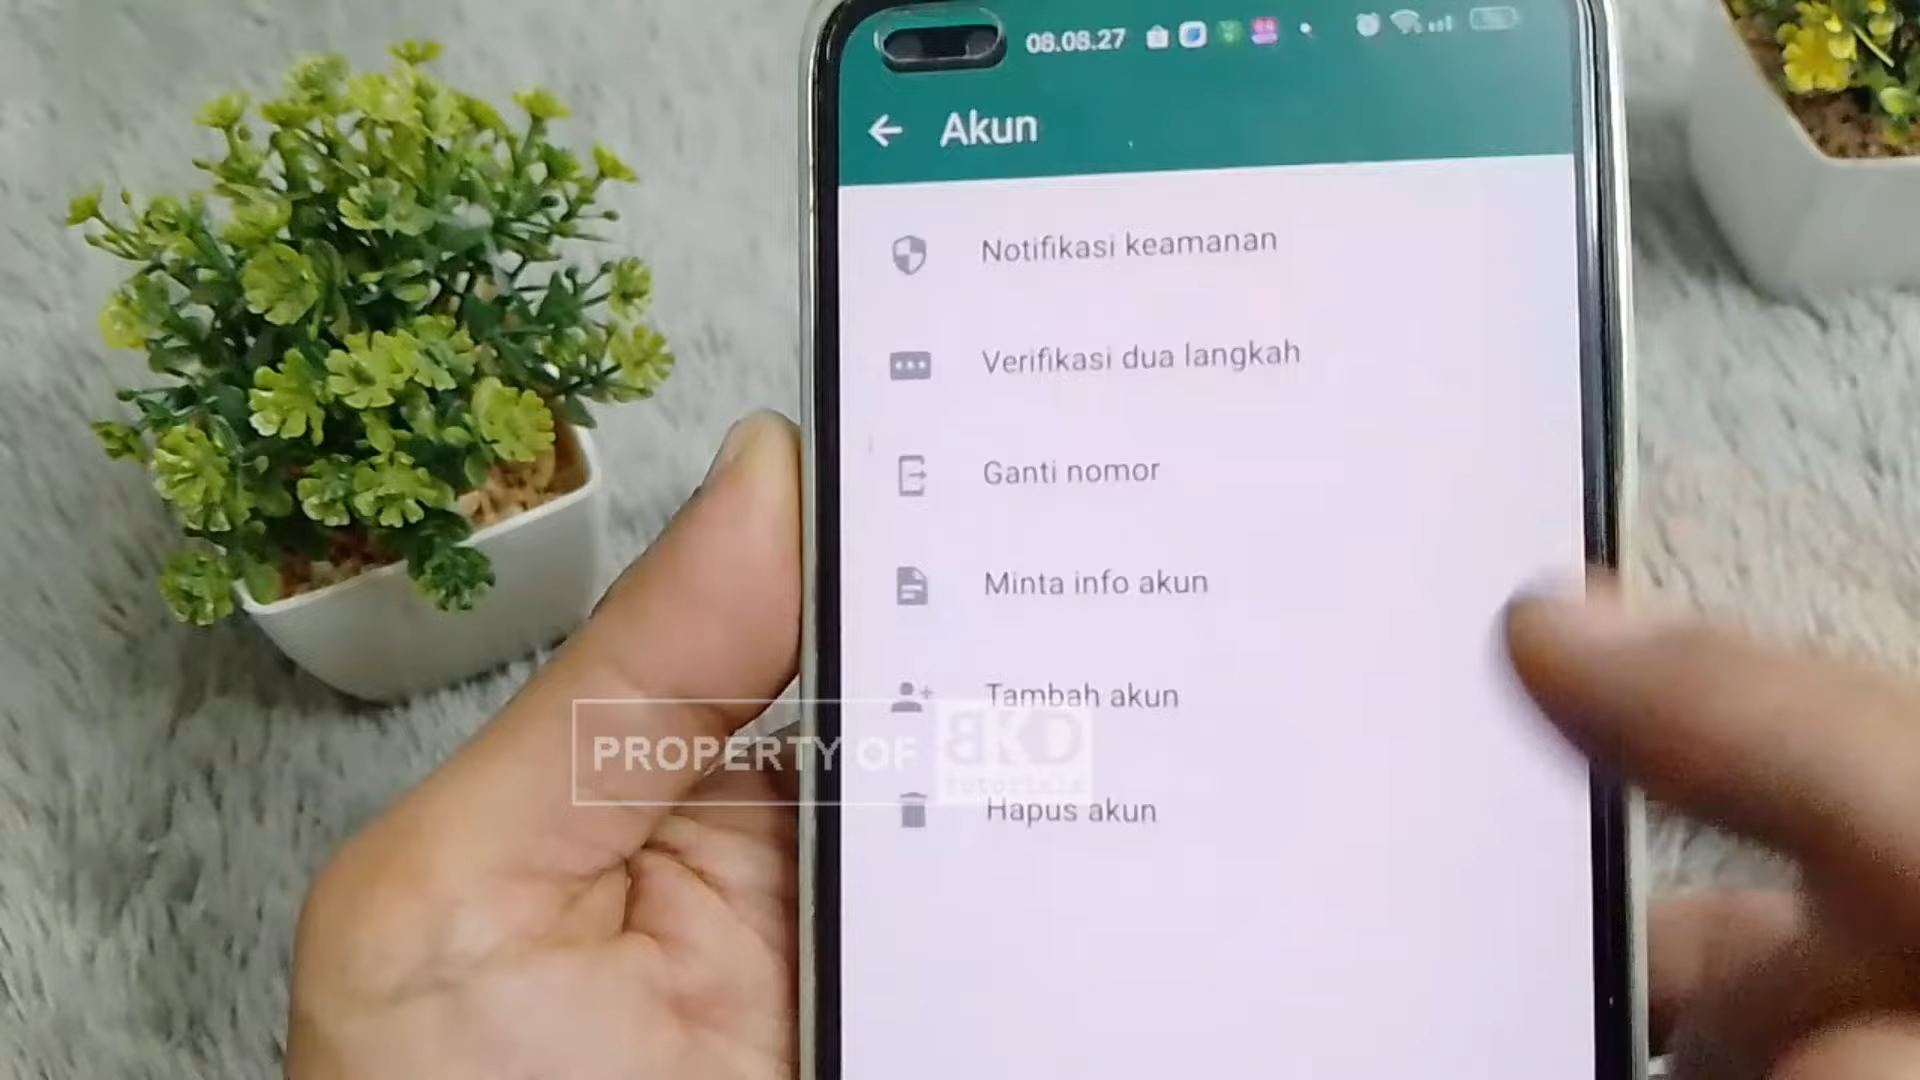 08.08.27
Akun
Notifikasi keamanan
Verifikasi dua langkah
Ganti nomor
Minta info akun
Tambah akun
PROPERTY OF BKD
tutorials
Hapus akun